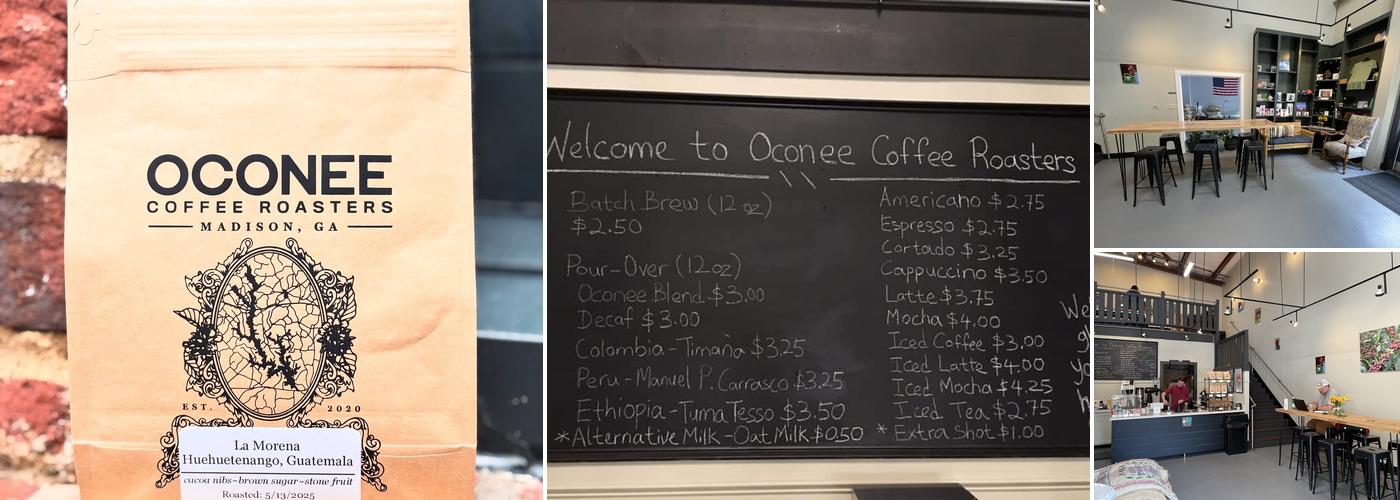 OCONEE
COFFEE ROASTERS
MADISON, GA
EST. 2020
La Morena
Huehuetenango, Guatemala
cacoa nibs~brown sugar~stone fruit
Roasted: 5/13/2025
Welcome to Oconee Coffee Roasters
Batch Brew (12 oz)
$2.50
Pour-Over (12oz)
Oconee Blend $3.00
Decaf $3.00
Colombia-Timaña $3.25
Peru-Manuel P. Carrasco $3.25
Ethiopia-Tuma Tesso $3.50
*Alternative Milk-Oat Milk $0.50
Americano $2.75
Espresso $2.75
Cortado $3.25
Cappuccino $3.50
Latte $3.75
Mocha $4.00
Iced Coffee $3.00
Iced Latte $4.00
Iced Mocha $4.25
Iced Tea $2.75
* Extra Shot $1.00